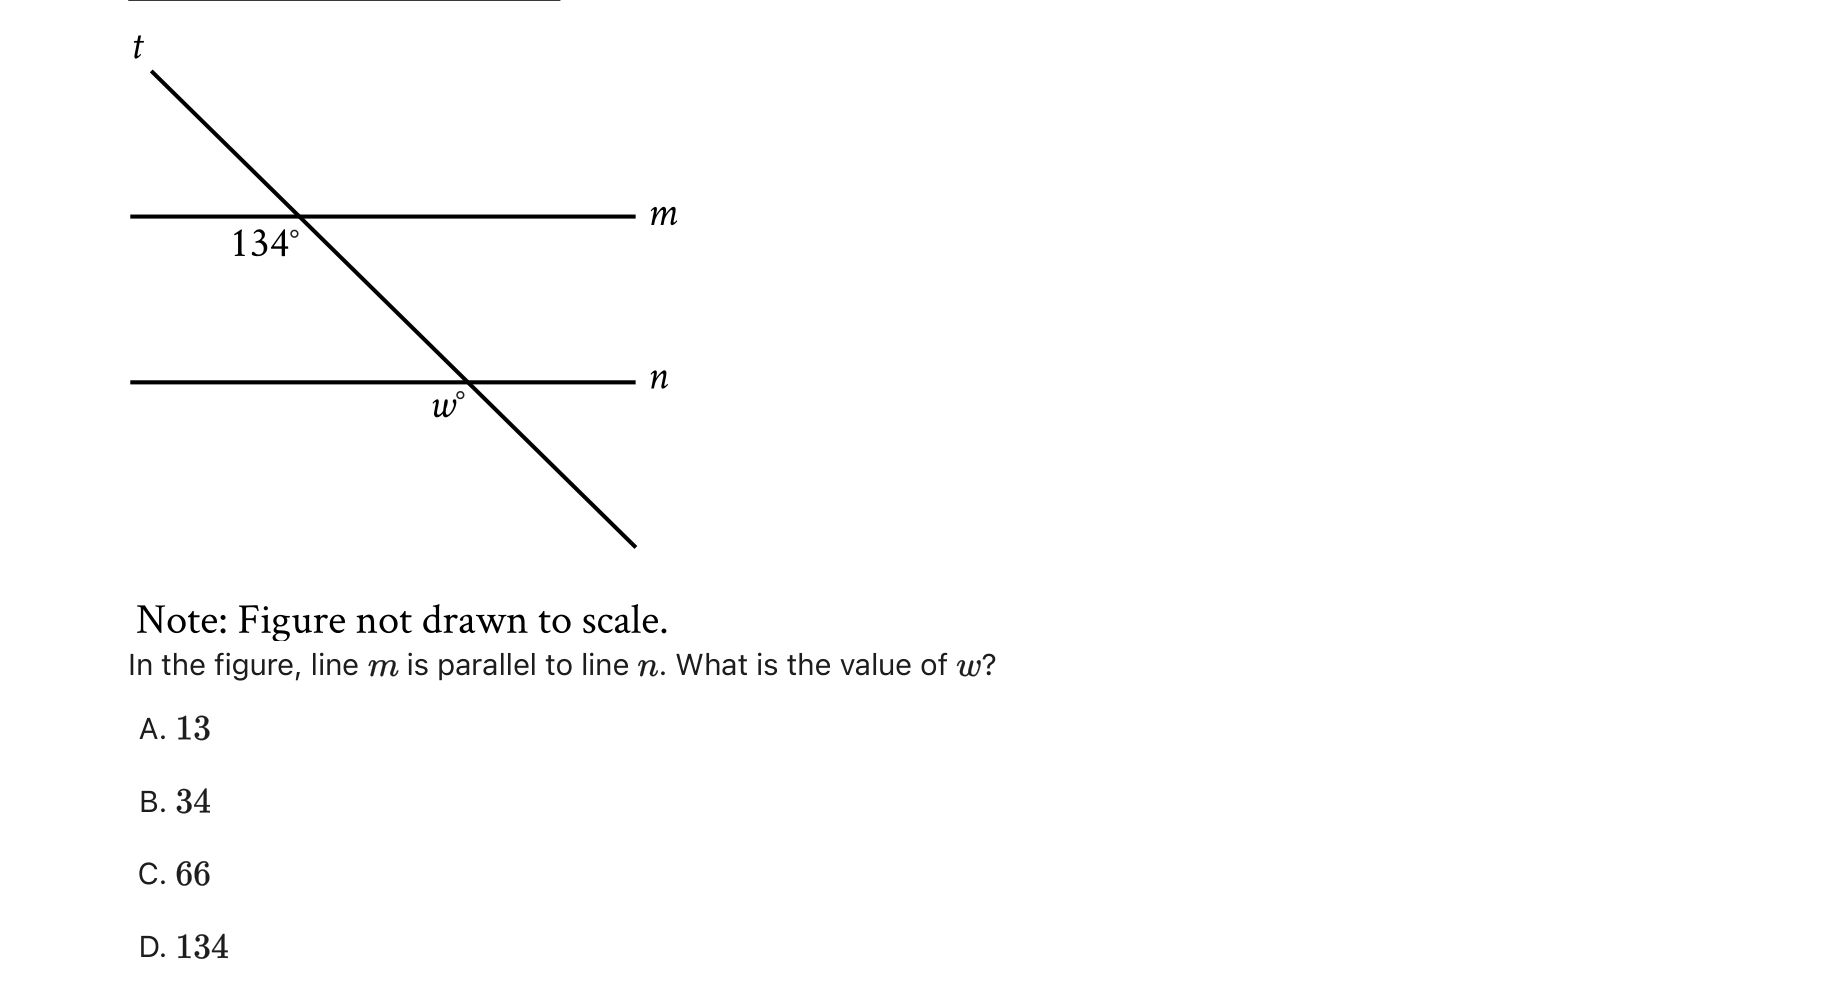 t
m
134°
n
w°
Note: Figure not drawn to scale.
In the figure, line m is parallel to line n. What is the value of w?
A. 13
B. 34
C. 66
D. 134